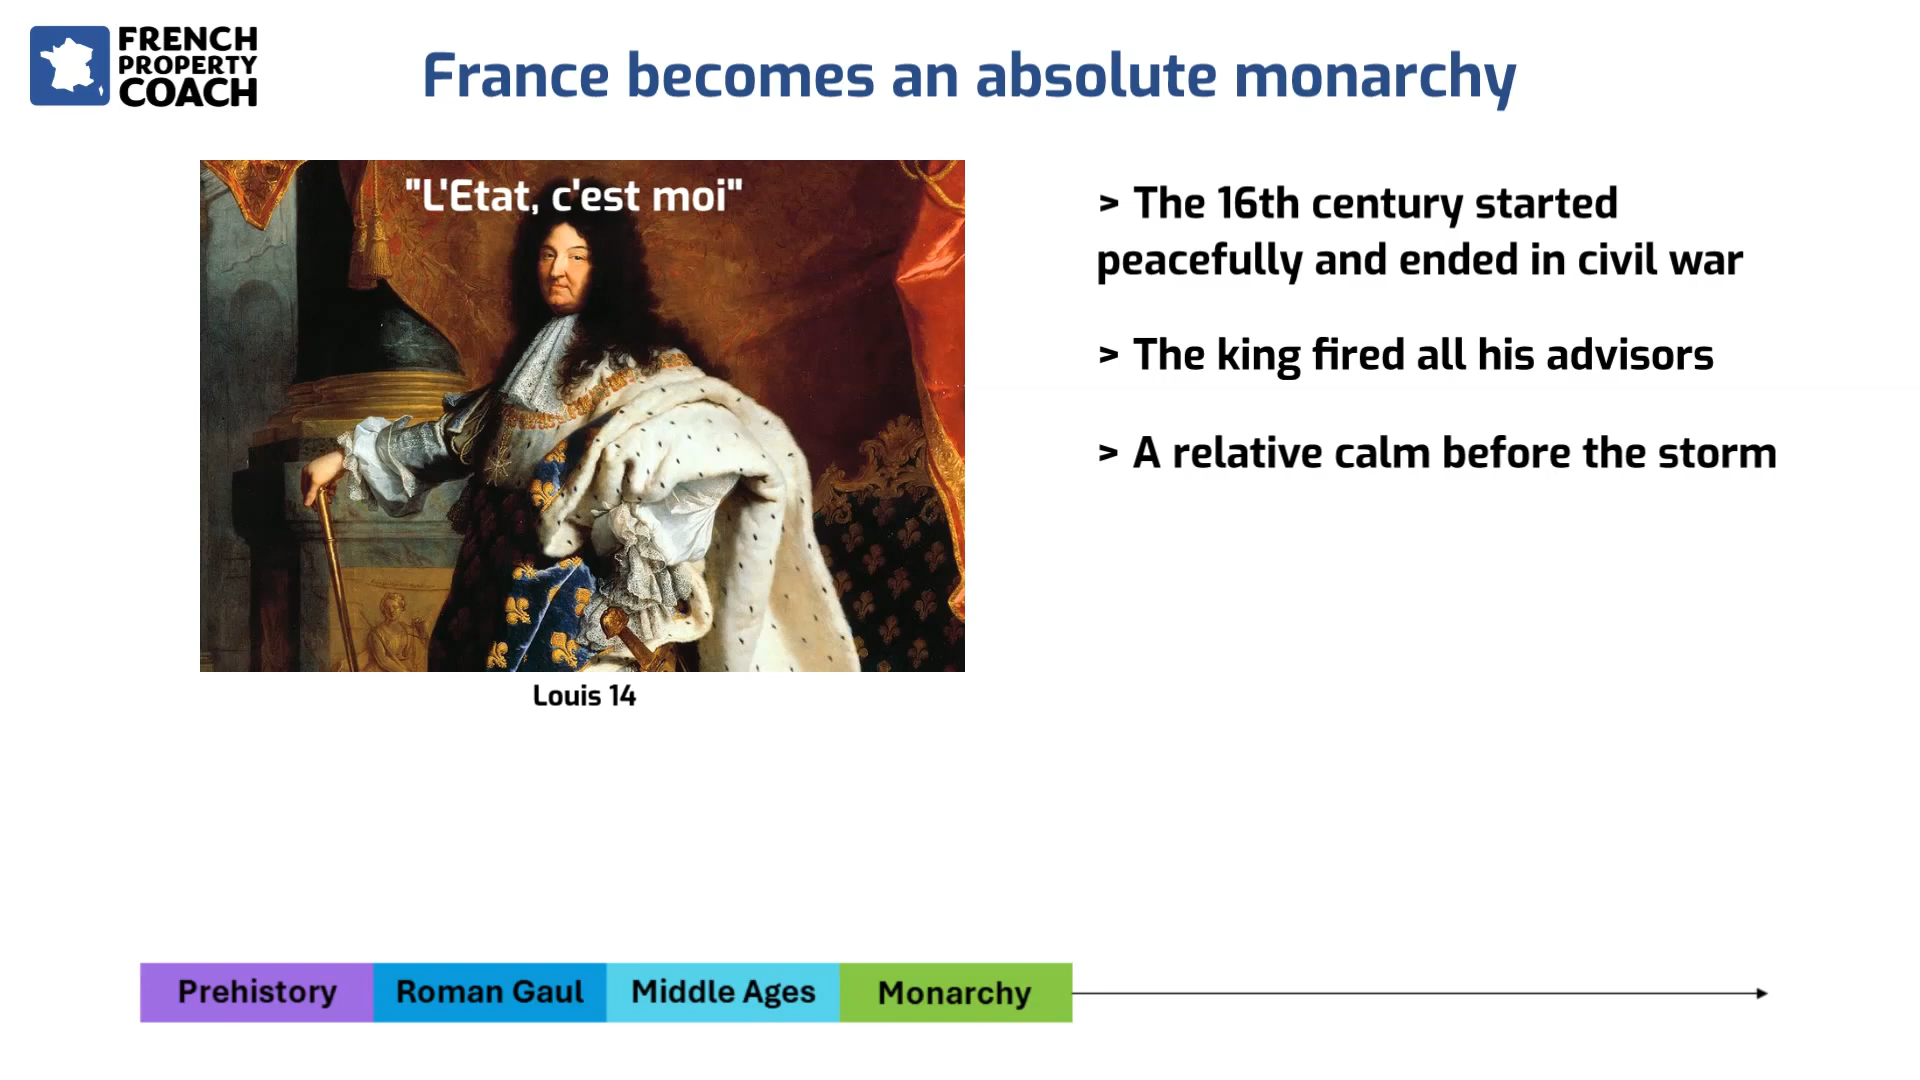 FRENCH
PROPERTY
COACH
France becomes an absolute monarchy
"L'Etat, c'est moi"
Louis 14
> The 16th century started
peacefully and ended in civil war
> The king fired all his advisors
> A relative calm before the storm
Prehistory
Roman Gaul
Middle Ages
Monarchy